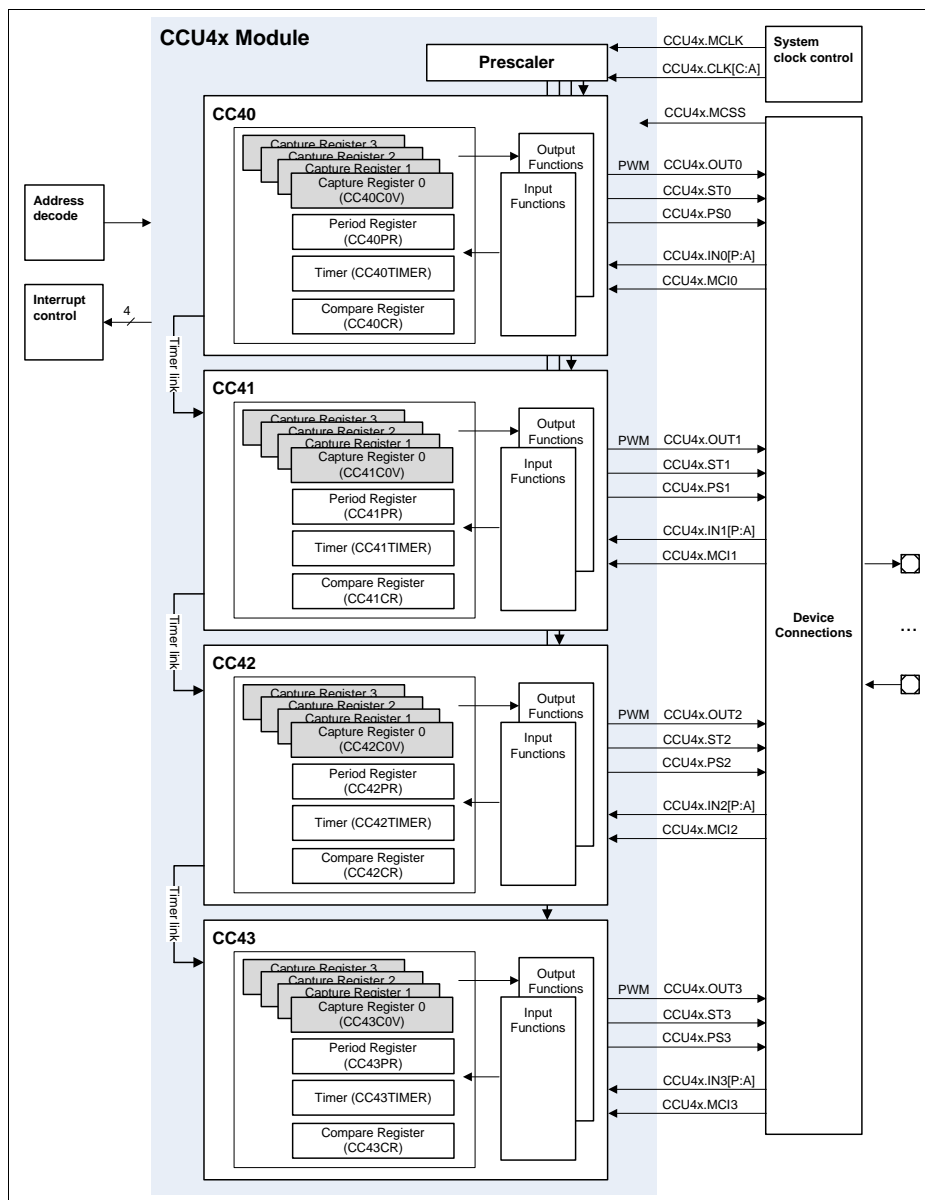 CCU4x Module
Prescaler
CCU4x.MCLK
CCU4x.CLK[C:A]
System
clock control
CCU4x.MCSS
Address
decode
Interrupt
control
4
CC40
Capture Register 3
Capture Register 2
Capture Register 1
Capture Register 0
(CC40C0V)
Period Register
(CC40PR)
Timer (CC40TIMER)
Compare Register
(CC40CR)
Output
Functions
Input
Functions
PWM
CCU4x.OUT0
CCU4x.ST0
CCU4x.PS0
CCU4x.IN0[P:A]
CCU4x.MCI0
Timer link
CC41
Capture Register 3
Capture Register 2
Capture Register 1
Capture Register 0
(CC41C0V)
Period Register
(CC41PR)
Timer (CC41TIMER)
Compare Register
(CC41CR)
Output
Functions
Input
Functions
PWM
CCU4x.OUT1
CCU4x.ST1
CCU4x.PS1
CCU4x.IN1[P:A]
CCU4x.MCI1
Timer link
Device
Connections
...
CC42
Capture Register 3
Capture Register 2
Capture Register 1
Capture Register 0
(CC42C0V)
Period Register
(CC42PR)
Timer (CC42TIMER)
Compare Register
(CC42CR)
Output
Functions
Input
Functions
PWM
CCU4x.OUT2
CCU4x.ST2
CCU4x.PS2
CCU4x.IN2[P:A]
CCU4x.MCI2
Timer link
CC43
Capture Register 3
Capture Register 2
Capture Register 1
Capture Register 0
(CC43C0V)
Period Register
(CC43PR)
Timer (CC43TIMER)
Compare Register
(CC43CR)
Output
Functions
Input
Functions
PWM
CCU4x.OUT3
CCU4x.ST3
CCU4x.PS3
CCU4x.IN3[P:A]
CCU4x.MCI3